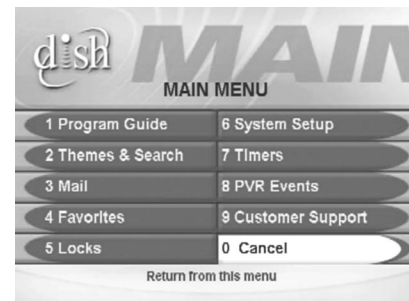 dish
MAIN
MAIN MENU
1 Program Guide
6 System Setup
2 Themes & Search
7 Timers
3 Mail
8 PVR Events
4 Favorites
9 Customer Support
5 Locks
0 Cancel
Return from this menu